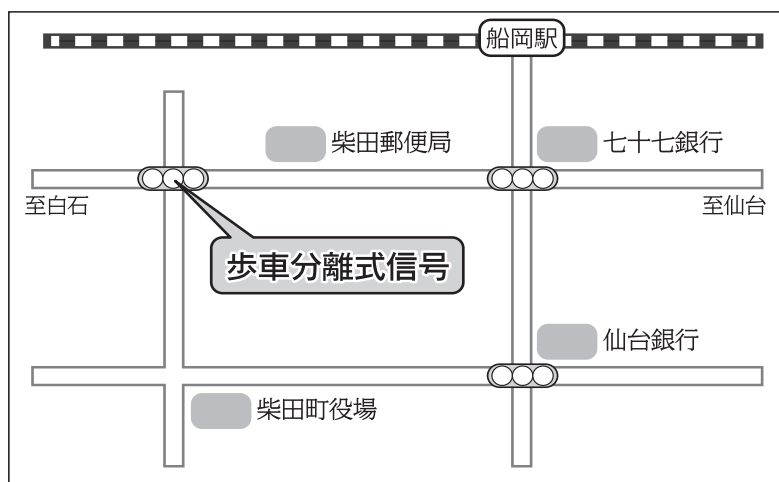 船岡駅
柴田郵便局
七十七銀行
至白石
至仙台
歩車分離式信号
仙台銀行
柴田町役場